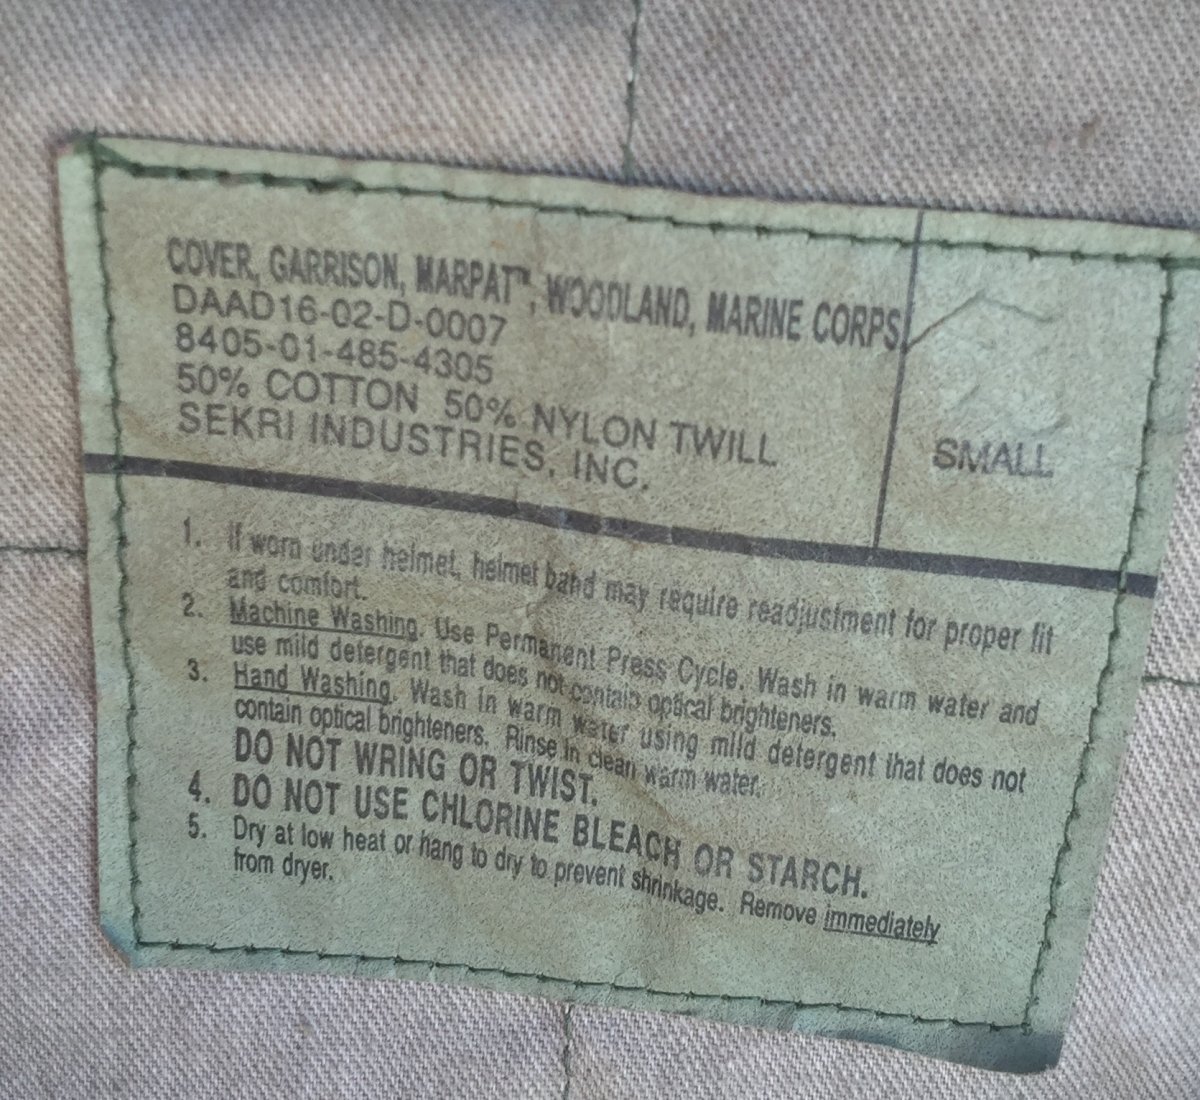 COVER, GARRISON, MARPAT™, WOODLAND, MARINE CORPS
DAAD16-02-D-0007
8405-01-485-4305
50% COTTON 50% NYLON TWILL
SEKRI INDUSTRIES, INC.
SMALL
1. If worn under helmet, helmet band may require readjustment for proper fit
and comfort.
2. Machine Washing. Use Permanent Press Cycle. Wash in warm water and
use mild detergent that does not contain optical brighteners.
3. Hand Washing. Wash in warm water using mild detergent that does not
contain optical brighteners. Rinse in clean warm water.
DO NOT WRING OR TWIST.
4. DO NOT USE CHLORINE BLEACH OR STARCH.
5. Dry at low heat or hang to dry to prevent shrinkage. Remove immediately
from dryer.